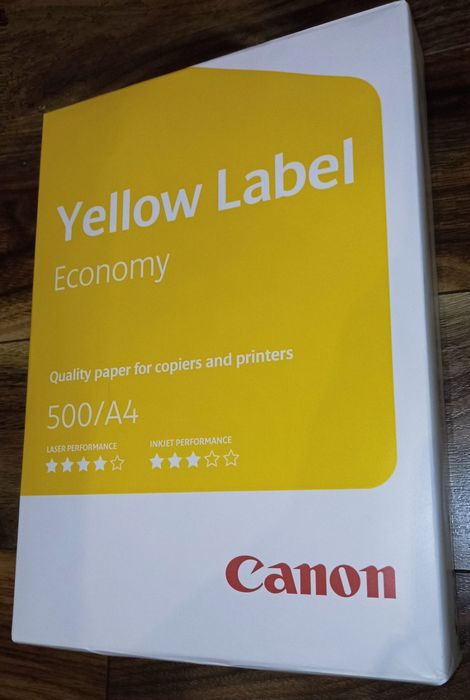 Yellow Label
Economy
Quality paper for copiers and printers
500/A4
LASER PERFORMANCE
INKJET PERFORMANCE
Canon